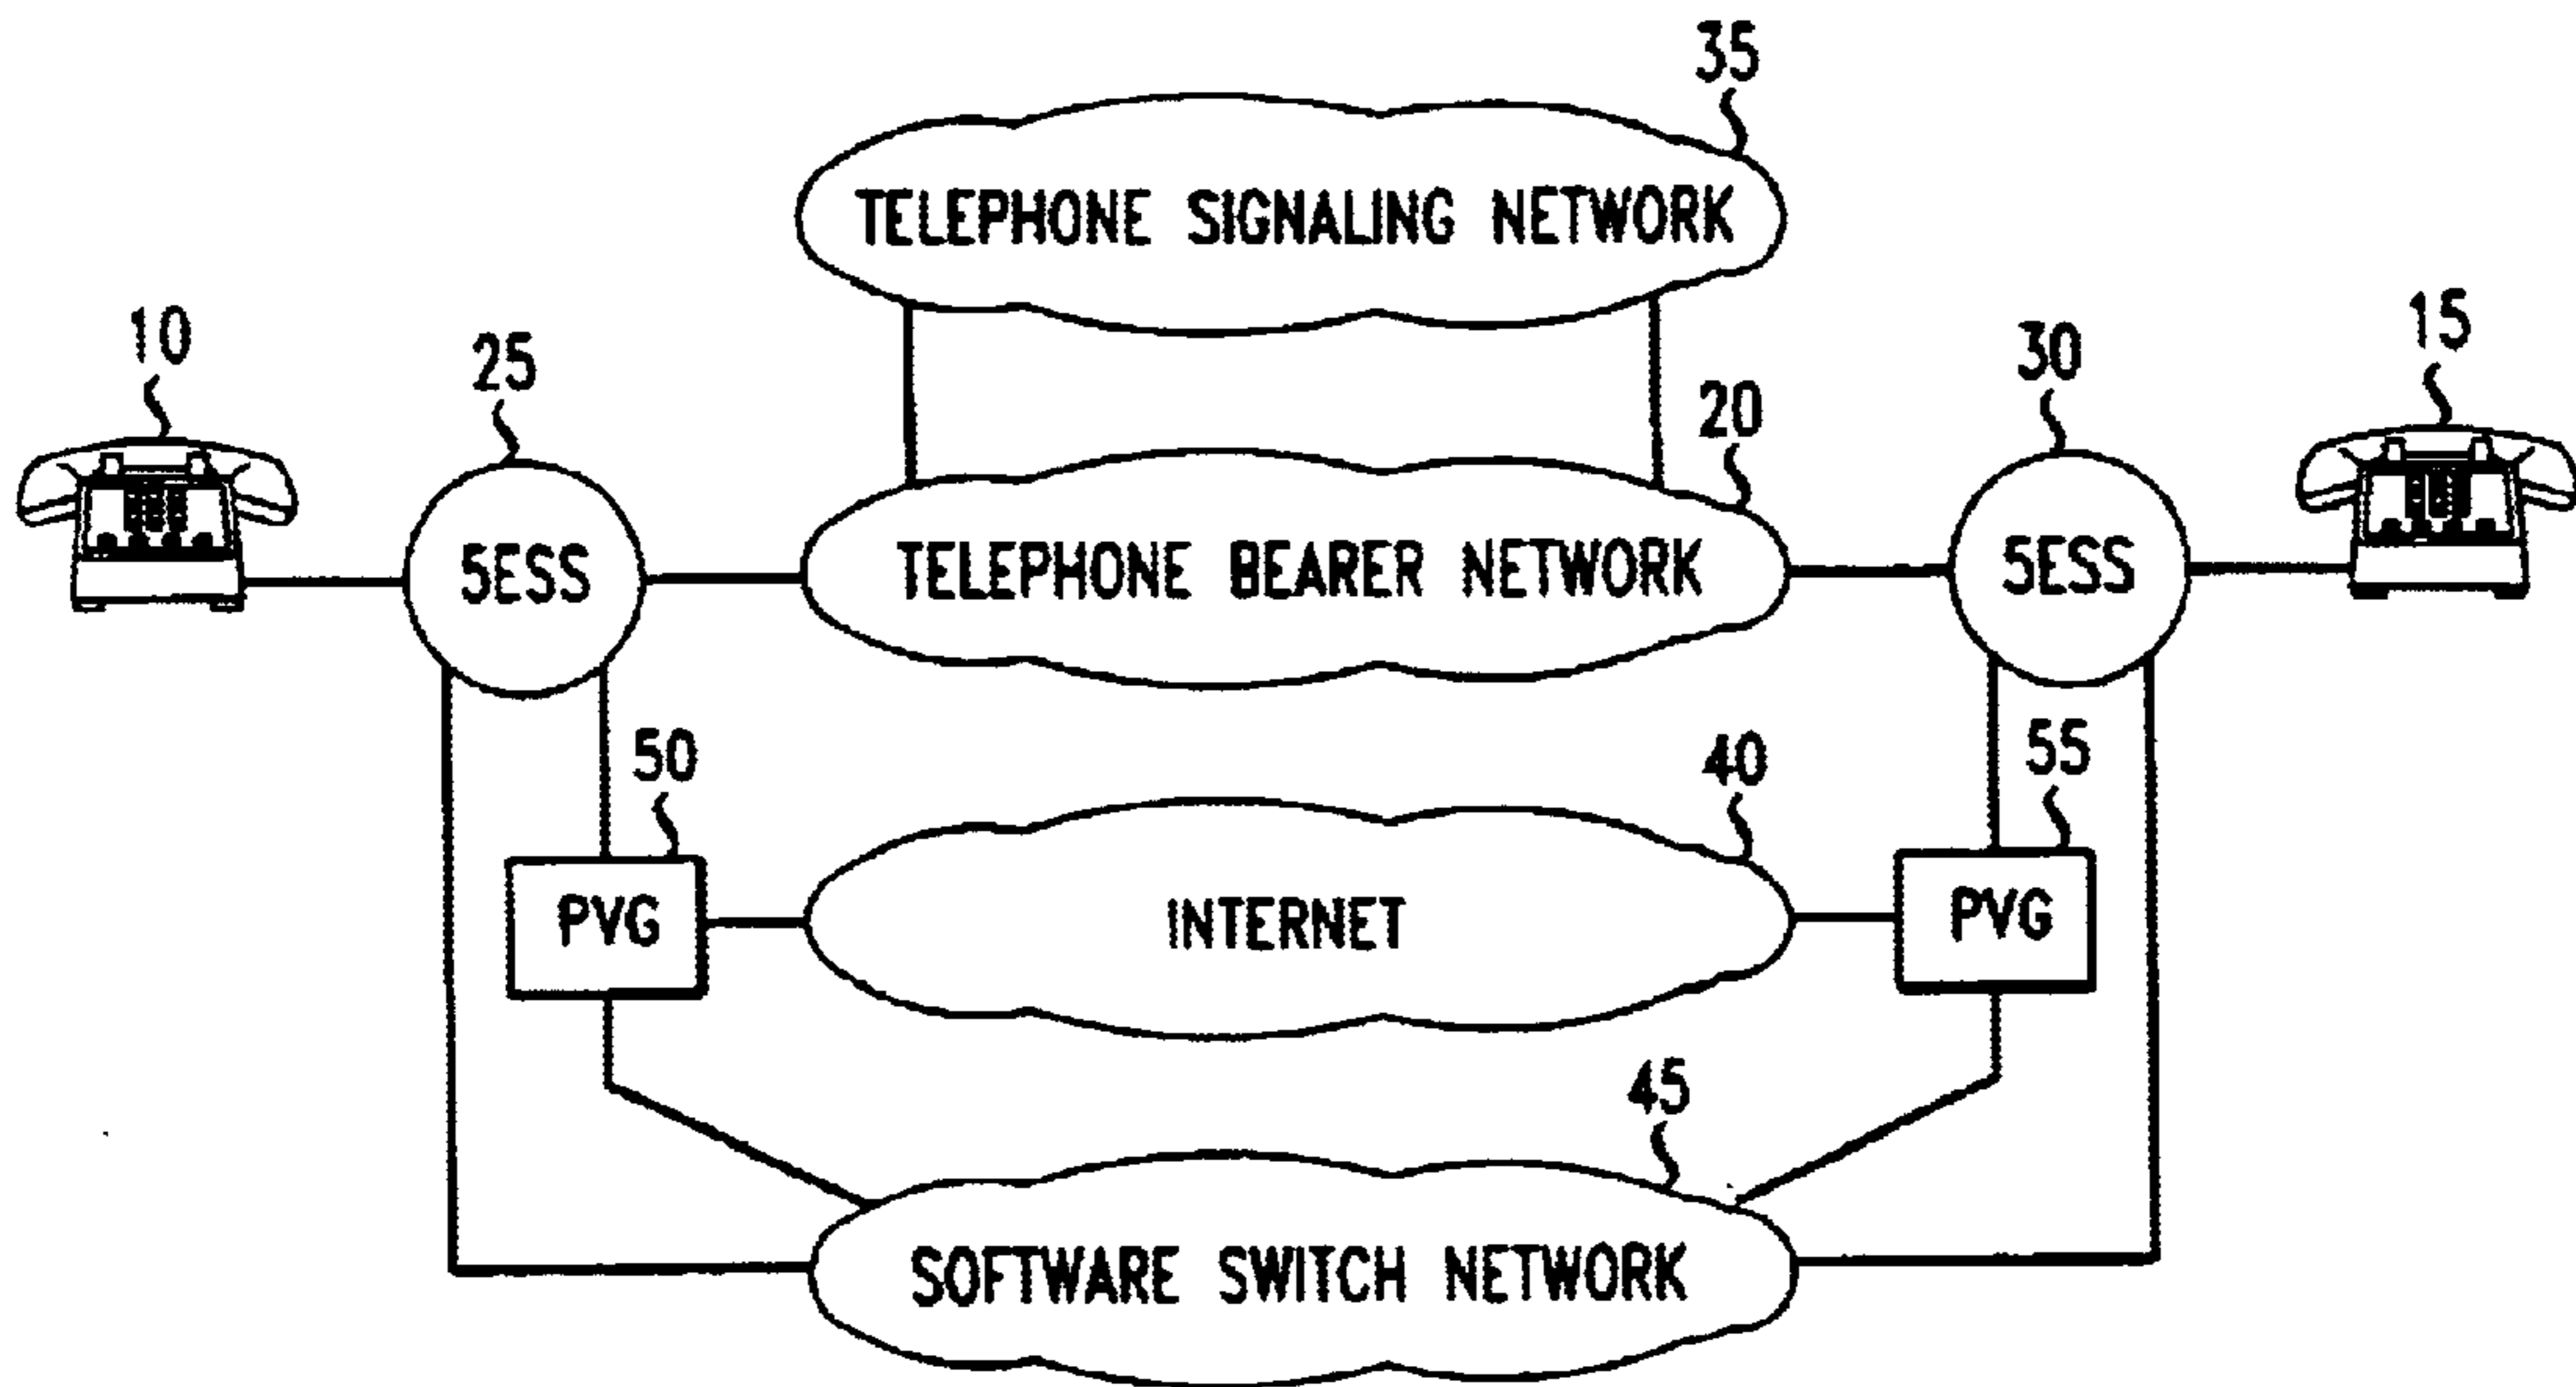 35
TELEPHONE SIGNALING NETWORK
10
25
20
30
15
5ESS
TELEPHONE BEARER NETWORK
5ESS
50
40
55
PVG
INTERNET
PVG
45
SOFTWARE SWITCH NETWORK